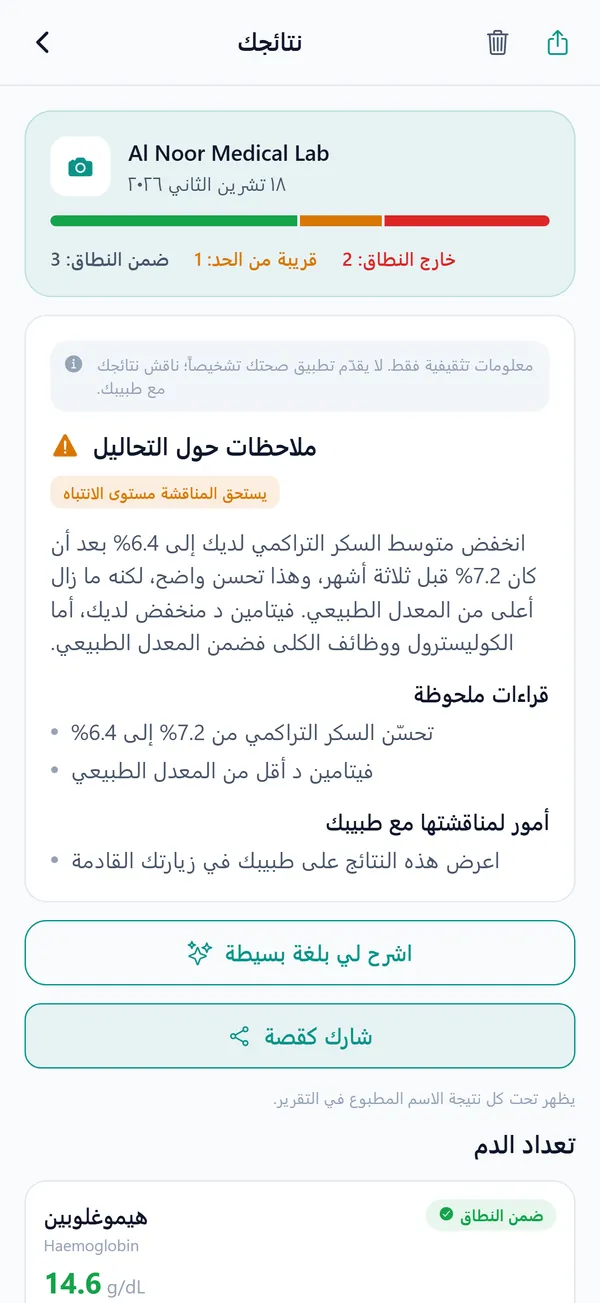 نتائجك
Al Noor Medical Lab
١٨ تشرين الثاني ٢٠٢٦
ضمن النطاق: 3
قريبة من الحد: 1
خارج النطاق: 2
معلومات تثقيفية فقط. لا يقدّم تطبيق صحتك تشخيصاً؛ ناقش نتائجك
مع طبيبك.
ملاحظات حول التحاليل
يستحق المناقشة مستوى الانتباه
انخفض متوسط السكر التراكمي لديك إلى 6.4% بعد أن
كان 7.2% قبل ثلاثة أشهر، وهذا تحسن واضح، لكنه ما زال
أعلى من المعدل الطبيعي. فيتامين د منخفض لديك، أما
الكوليسترول ووظائف الكلى فضمن المعدل الطبيعي.
قراءات ملحوظة
• تحسّن السكر التراكمي من 7.2% إلى 6.4%
• فيتامين د أقل من المعدل الطبيعي
أمور لمناقشتها مع طبيبك
• اعرض هذه النتائج على طبيبك في زيارتك القادمة
اشرح لي بلغة بسيطة
شارك كقصة
يظهر تحت كل نتيجة الاسم المطبوع في التقرير.
تعداد الدم
هيموغلوبين
ضمن النطاق
Haemoglobin
14.6 g/dL